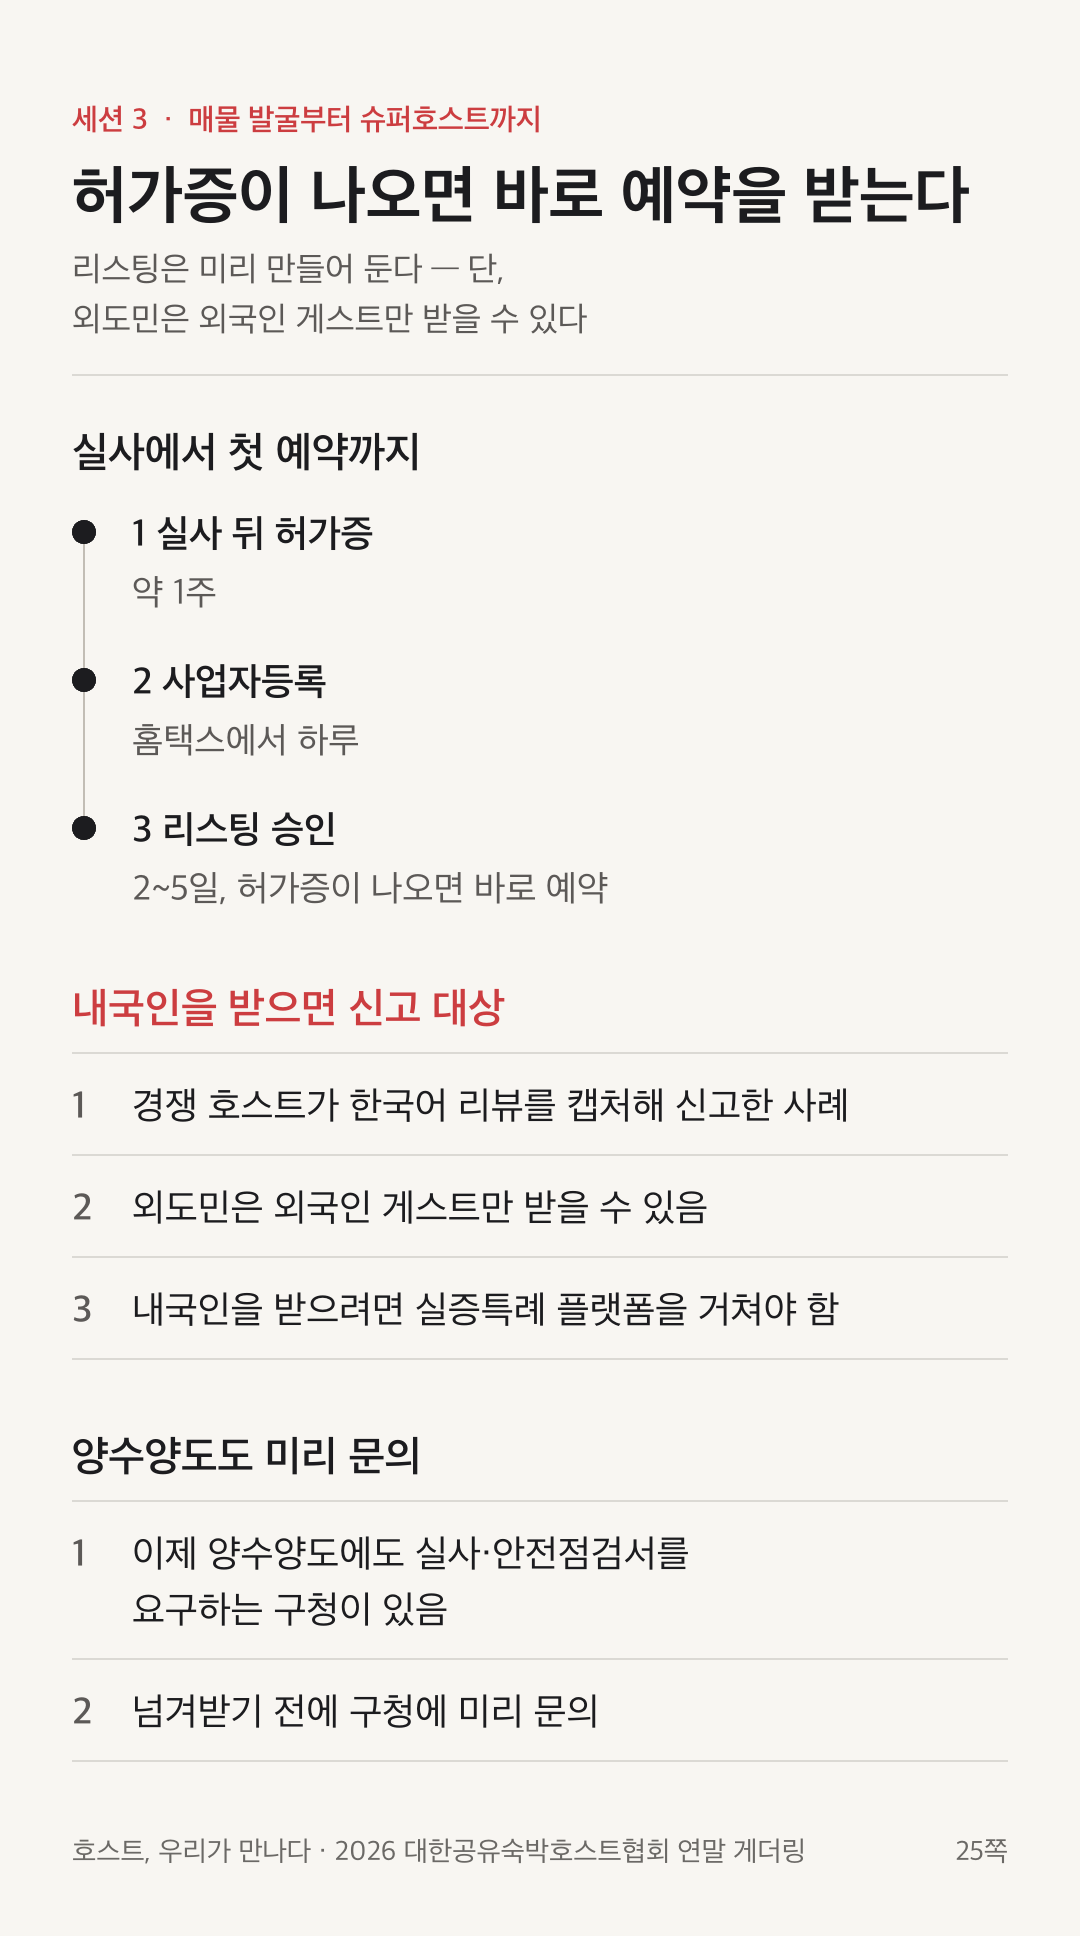 세션 3 · 매물 발굴부터 슈퍼호스트까지
허가증이 나오면 바로 예약을 받는다
리스팅은 미리 만들어 둔다 — 단,
외도민은 외국인 게스트만 받을 수 있다
실사에서 첫 예약까지
1 실사 뒤 허가증
약 1주
2 사업자등록
홈택스에서 하루
3 리스팅 승인
2~5일, 허가증이 나오면 바로 예약
내국인을 받으면 신고 대상
1 경쟁 호스트가 한국어 리뷰를 캡처해 신고한 사례
2 외도민은 외국인 게스트만 받을 수 있음
3 내국인을 받으려면 실증특례 플랫폼을 거쳐야 함
양수양도도 미리 문의
1 이제 양수양도에도 실사·안전점검서를
요구하는 구청이 있음
2 넘겨받기 전에 구청에 미리 문의
호스트, 우리가 만나다 · 2026 대한공유숙박호스트협회 연말 게더링 25쪽